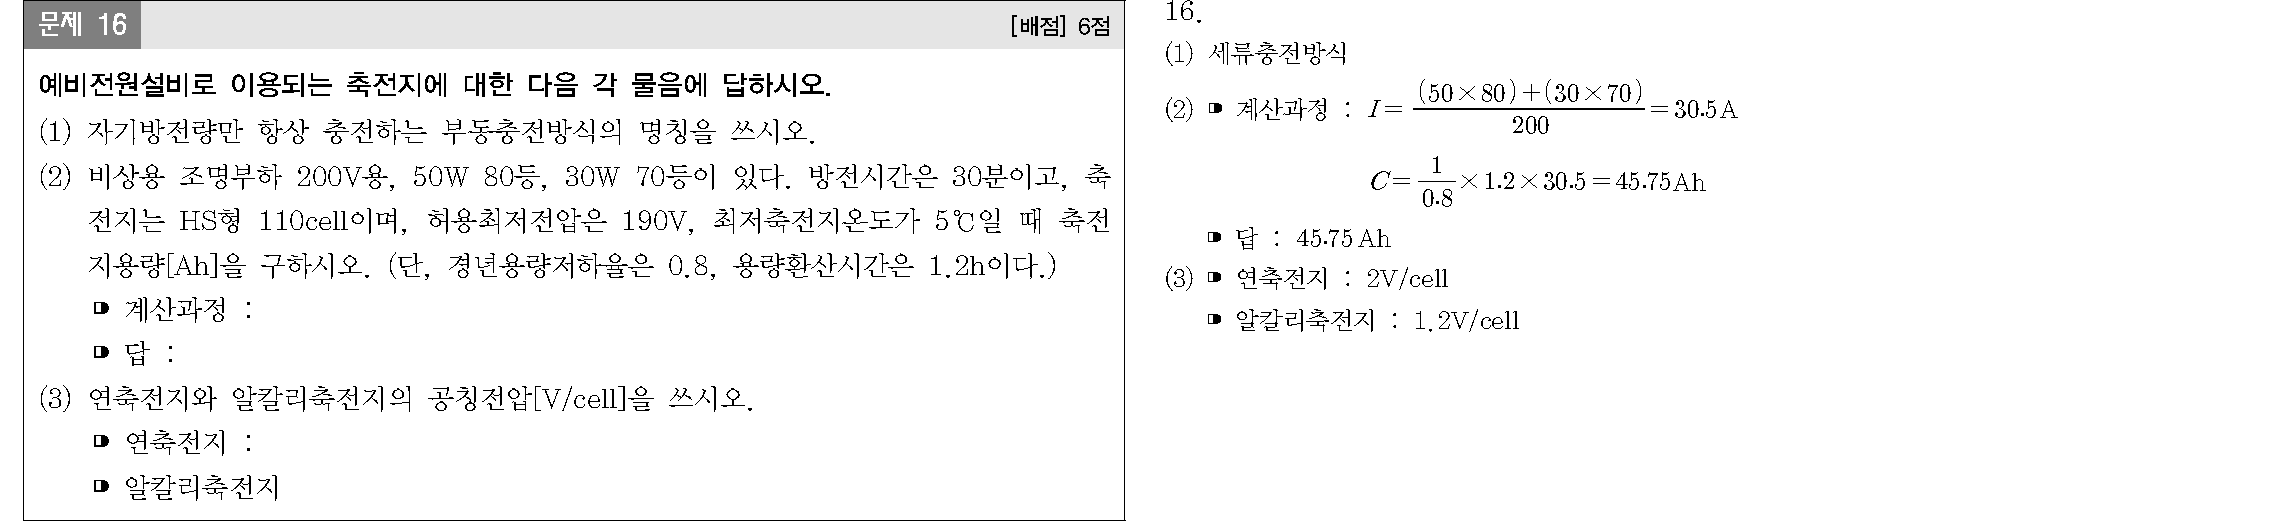 문제 16
[배점] 6점
예비전원설비로 이용되는 축전지에 대한 다음 각 물음에 답하시오.
(1) 자기방전량만 항상 충전하는 부동충전방식의 명칭을 쓰시오.
(2) 비상용 조명부하 200V용, 50W 80등, 30W 70등이 있다. 방전시간은 30분이고, 축
전지는 HS형 110cell이며, 허용최저전압은 190V, 최저축전지온도가 5℃일 때 축전
지용량[Ah]을 구하시오. (단, 경년용량저하율은 0.8, 용량환산시간은 1.2h이다.)
계산과정 :
답 :
(3) 연축전지와 알칼리축전지의 공칭전압[V/cell]을 쓰시오.
연축전지 :
알칼리축전지
16.
(1) 세류충전방식
(2) 계산과정 : I = \frac{(50×80)+(30×70)}{200} = 30.5A
C = \frac{1}{0.8} × 1.2 × 30.5 = 45.75Ah
답 : 45.75Ah
(3) 연축전지 : 2V/cell
알칼리축전지 : 1.2V/cell